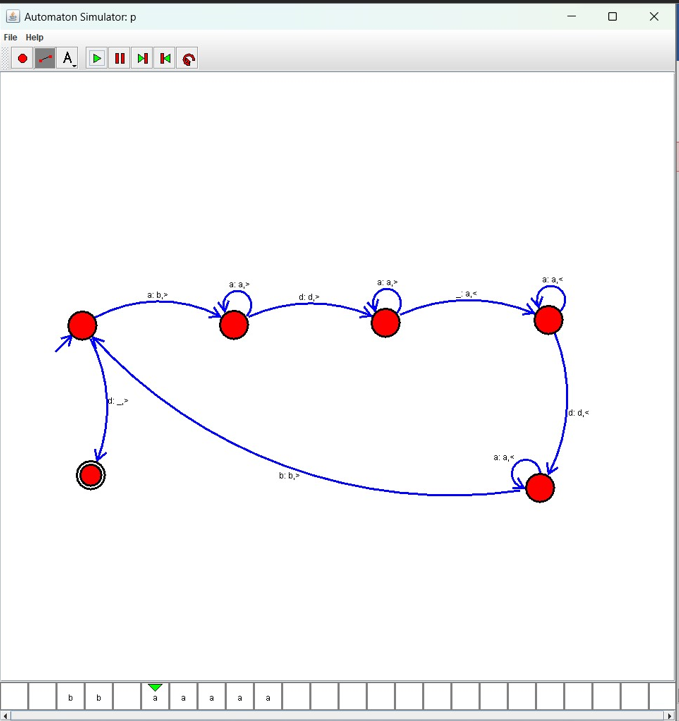 Automaton Simulator: p
File Help
A
a: a,> a: a,> a: a,<
a: b,> d: d,> _: a,<
d: _,> d: d,<
a: a,<
b: b,>
b b a a a a a